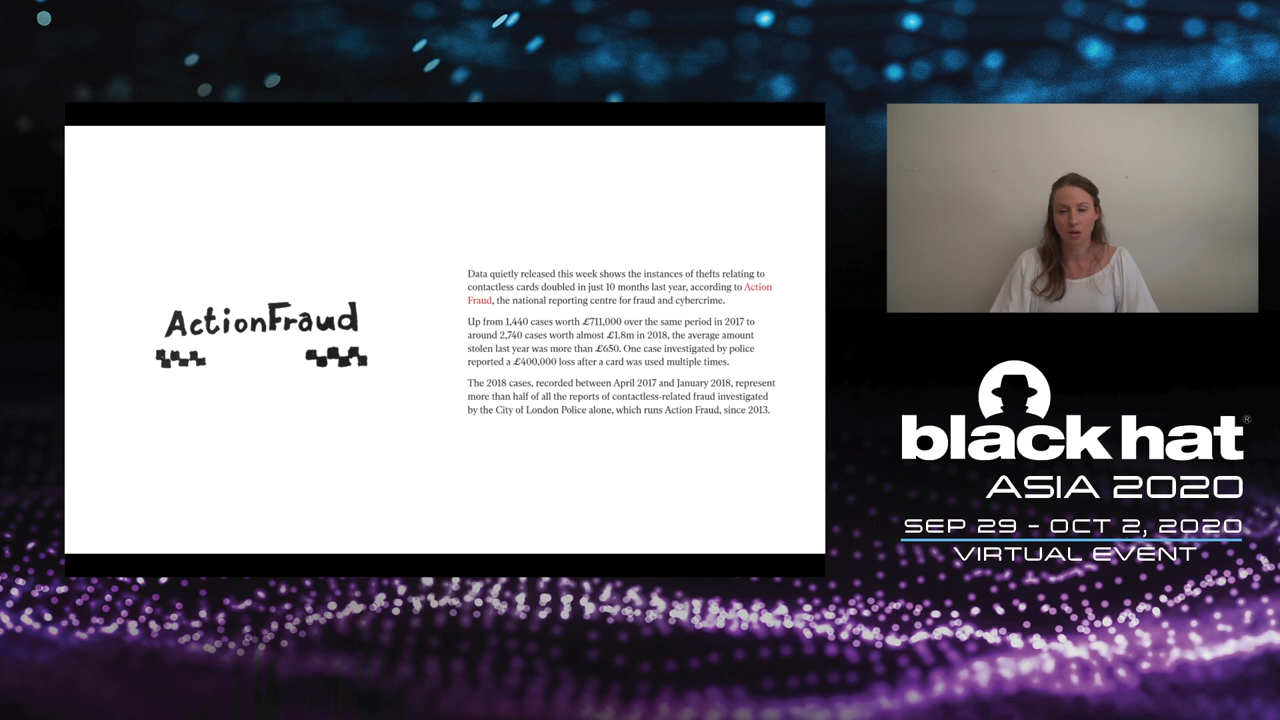 ActionFraud
Data quietly released this week shows the instances of thefts relating to
contactless cards doubled in just 10 months last year, according to Action
Fraud, the national reporting centre for fraud and cybercrime.
Up from 1,440 cases worth £711,000 over the same period in 2017 to
around 2,740 cases worth almost £1.8m in 2018, the average amount
stolen last year was more than £650. One case investigated by police
reported a £400,000 loss after a card was used multiple times.
The 2018 cases, recorded between April 2017 and January 2018, represent
more than half of all the reports of contactless-related fraud investigated
by the City of London Police alone, which runs Action Fraud, since 2013.
black hat®
ASIA 2020
SEP 29 - OCT 2, 2020
VIRTUAL EVENT